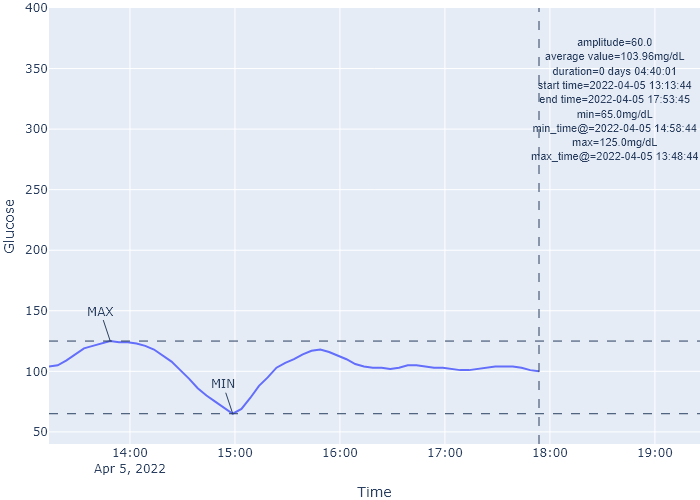 400
350
300
250
200
150
100
50
Glucose
amplitude=60.0
average value=103.96mg/dL
duration=0 days 04:40:01
start time=2022-04-05 13:13:44
end time=2022-04-05 17:53:45
min=65.0mg/dL
min_time@=2022-04-05 14:58:44
max=125.0mg/dL
max_time@=2022-04-05 13:48:44
MAX
MIN
14:00 15:00 16:00 17:00 18:00 19:00
Apr 5, 2022
Time